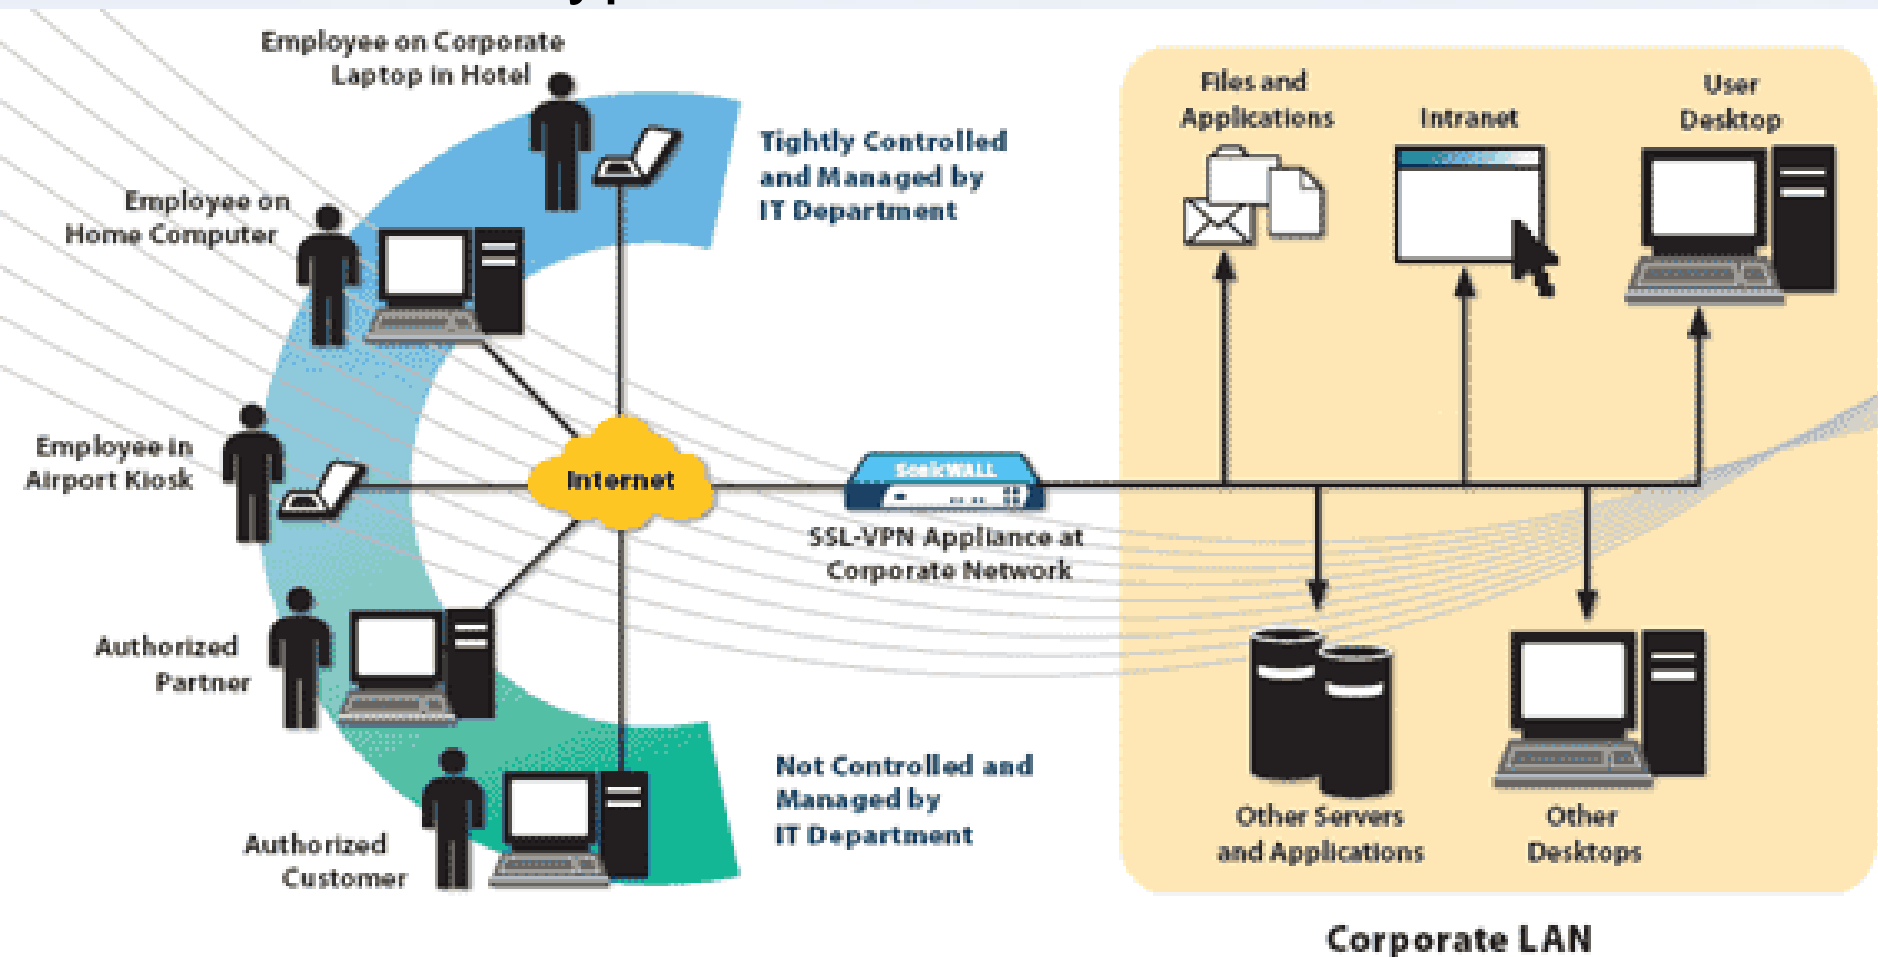 Employee on Corporate
Laptop in Hotel
Tightly Controlled
and Managed by
IT Department
Employee on
Home Computer
Employee in
Airport Kiosk
Internet
SonicWALL
SSL-VPN Appliance at
Corporate Network
Authorized
Partner
Authorized
Customer
Not Controlled and
Managed by
IT Department
Files and
Applications
Intranet
User
Desktop
Other Servers
and Applications
Other
Desktops
Corporate LAN